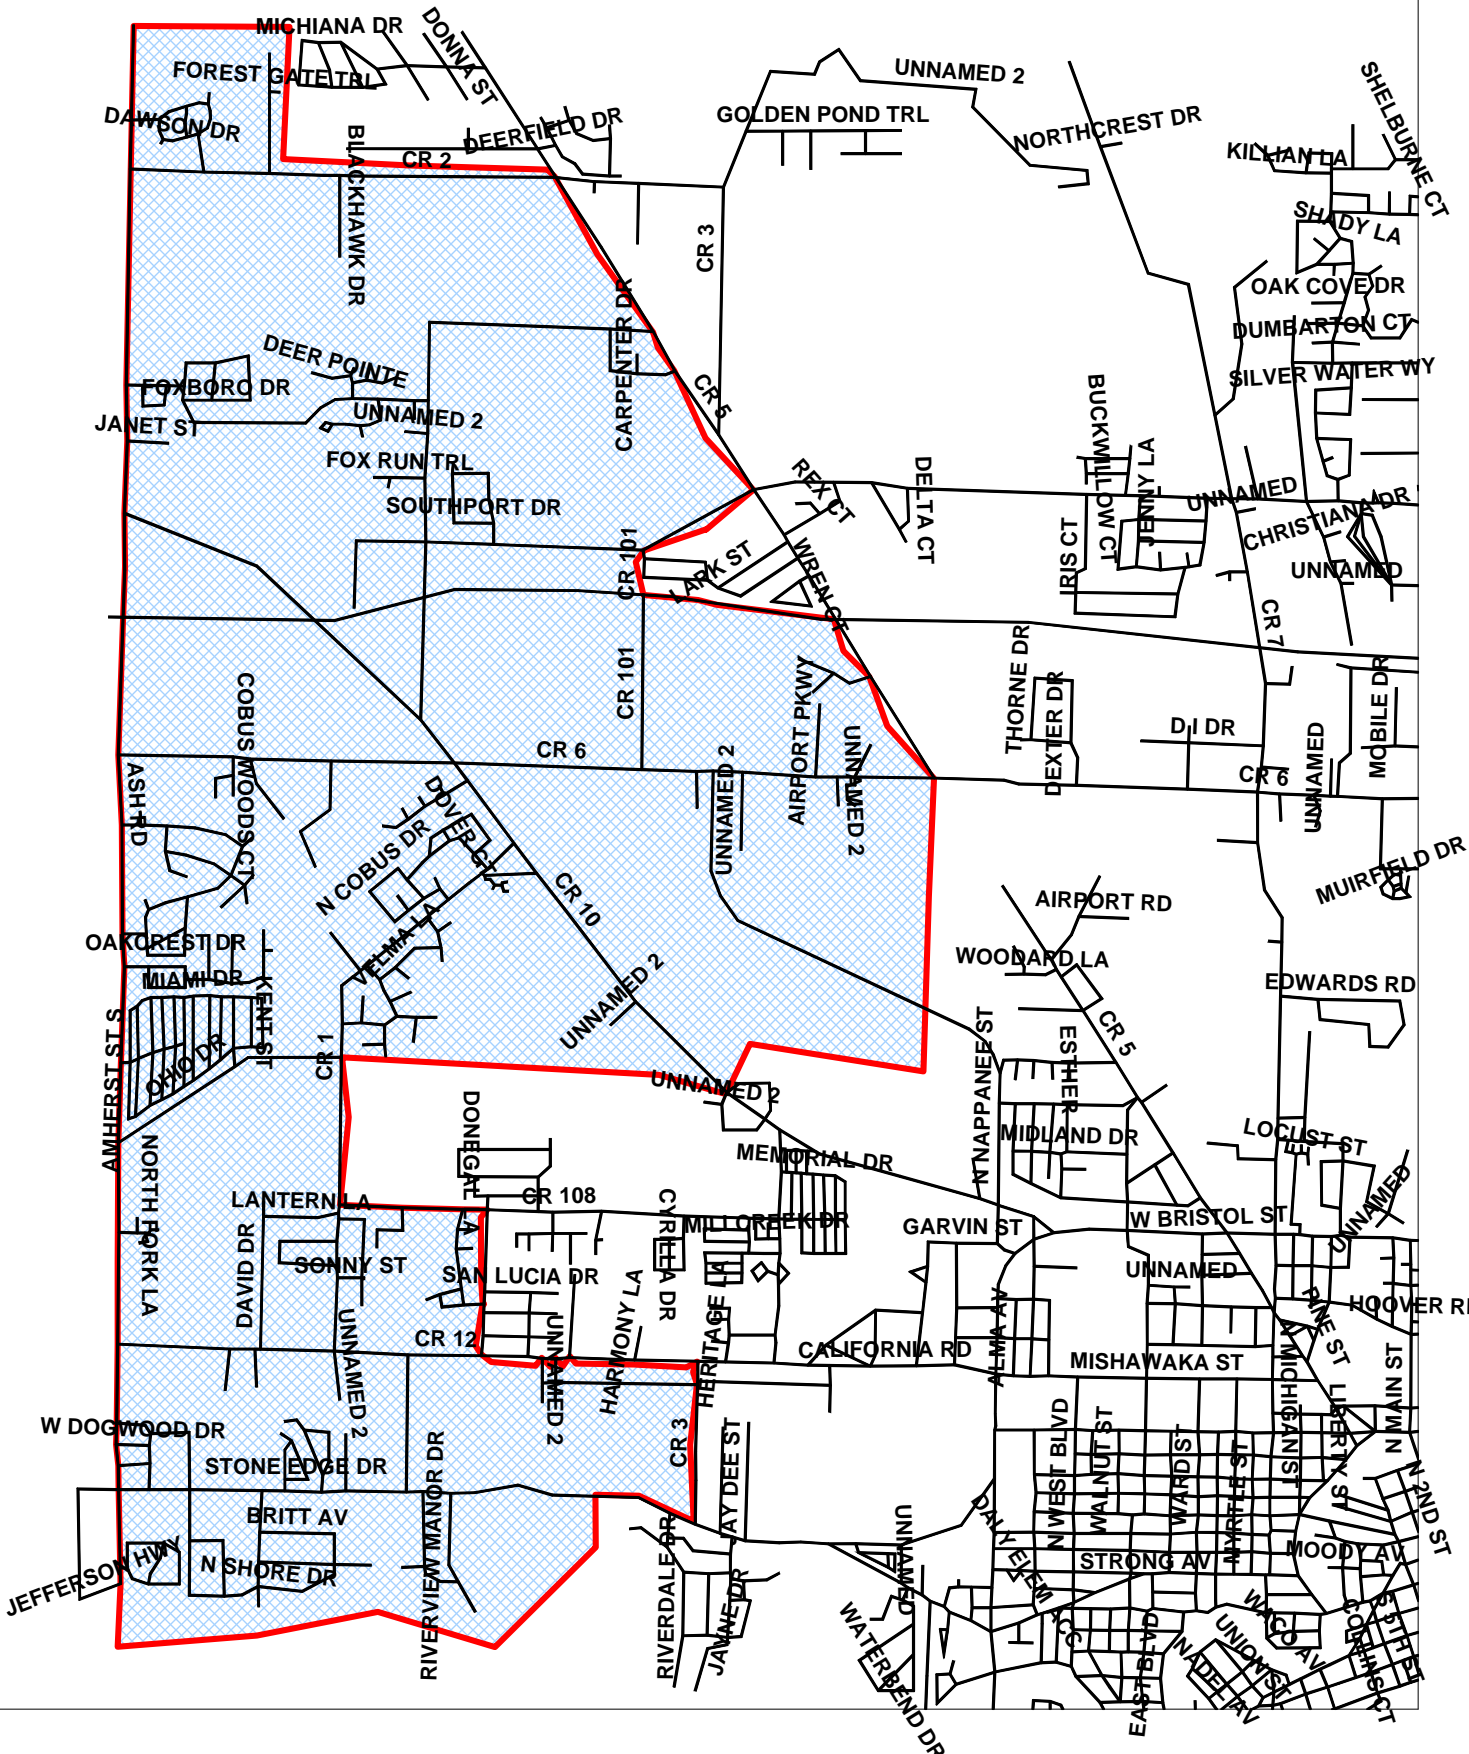 MICHIANA DR
DONNA ST
FOREST GATE TRL
DAWSON DR
BLACKHAWK DR
CR 2
DEERFIELD DR
UNNAMED 2
GOLDEN POND TRL
NORTHCREST DR
SHELBURNE CT
KILLIAN LA
SHADY LA
CR 3
OAK COVE DR
CARPENTER DR
DUMBARTON CT
DEER POINTE
SILVER WATER WY
FOXBORO DR
CR 5
UNNAMED 2
JANET ST
BUCKWILLOW CT
JENNY LA
FOX RUN TRL
SOUTHPORT DR
REX CT
DELTA CT
UNNAMED
CHRISTIANA DR
CR 101
LARK ST
WREN CT
IRIS CT
UNNAMED
CR 7
CR 101
AIRPORT PKWY
THORNE DR
DEXTER DR
MOBILE DR
COBUS WOODS CT
D I DR
UNNAMED
CR 6
UNNAMED 2
UNNAMED 2
CR 6
ASH RD
DOVER CT
N COBUS DR
MUIRFIELD DR
CR 10
AIRPORT RD
VELMA LA
OAKCREST DR
WOODARD LA
MIAMI DR
EDWARDS RD
KENT ST
UNNAMED 2
AMHERST ST S
OHIO DR
CR 1
CR 5
N NAPPANEE ST
ESTHER
UNNAMED 2
DONEGAL LA
MIDLAND DR
LOCUST ST
NORTH FORK LA
MEMORIAL DR
LANTERN LA
CR 108
CYRILLA DR
MILLCREEK DR
GARVIN ST
W BRISTOL ST
UNNAMED
DAVID DR
SONNY ST
SAN LUCIA DR
HARMONY LA
HERITAGE LA
UNNAMED
PINE ST
HOOVER RD
UNNAMED 2
CR 12
UNNAMED 2
ALMA AV
CALIFORNIA RD
MISHAWAKA ST
N MICHIGAN ST
LIBERTY ST
N MAIN ST
W DOGWOOD DR
STONE EDGE DR
RIVERVIEW MANOR DR
CR 3
JAY DEE ST
N WEST BLVD
WALNUT ST
WARD ST
MYRTLE ST
N 2ND ST
BRITT AV
UNNAMED
DALY ELEM ACC
STRONG AV
MOODY AV
JEFFERSON HWY
N SHORE DR
RIVERDALE DR
JAYNE DR
WATERBEND DR
EAST BLVD
NADEL AV
UNION ST
WACO AV
COLLINS CT
S 5TH ST